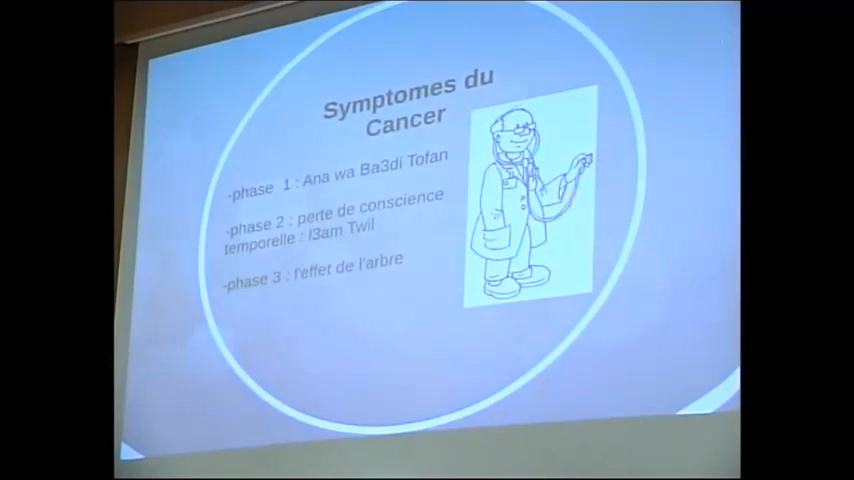 Symptomes du
Cancer
-phase 1 : Ana wa Ba3di Tofan
-phase 2 : perte de conscience
temporelle : l3am Twil
-phase 3 : l'effet de l'arbre